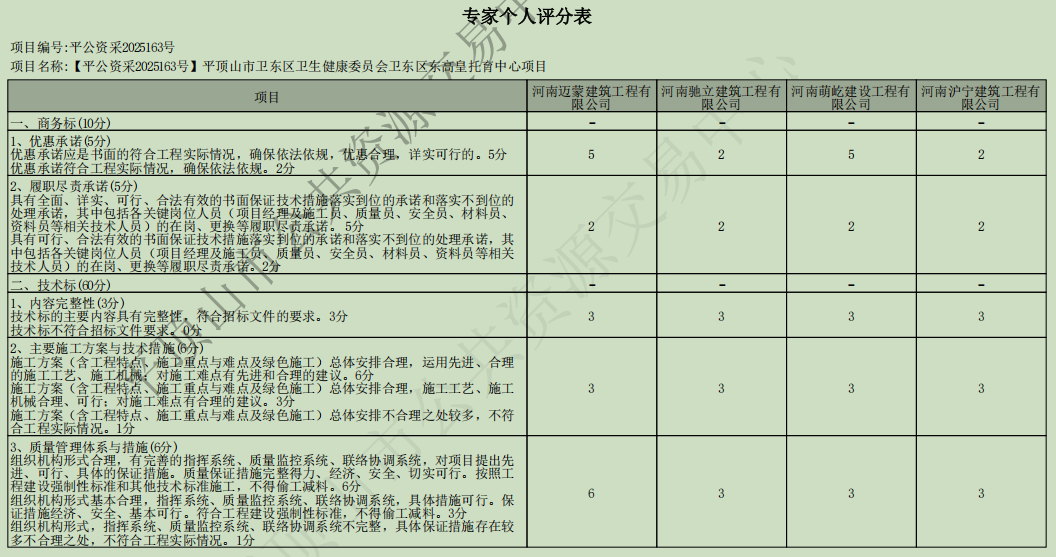 专家个人评分表
项目编号:平公资采2025163号
项目名称:【平公资采2025163号】平顶山市卫东区卫生健康委员会卫东区东高皇托育中心项目
项目
河南迈蒙建筑工程有限公司
河南驰立建筑工程有限公司
河南萌屹建设工程有限公司
河南沪宁建筑工程有限公司
一、商务标(10分) - - - -
1、优惠承诺(5分)
优惠承诺应是书面的符合工程实际情况，确保依法依规，优惠合理，详实可行的。5分
优惠承诺符合工程实际情况，确保依法依规。2分
5 2 5 2
2、履职尽责承诺(5分)
具有全面、详实、可行、合法有效的书面保证技术措施落实到位的承诺和落实不到位的
处理承诺，其中包括各关键岗位人员（项目经理及施工员、质量员、安全员、材料员、
资料员等相关技术人员）的在岗、更换等履职尽责承诺。 5分
具有可行、合法有效的书面保证技术措施落实到位的承诺和落实不到位的处理承诺，其
中包括各关键岗位人员（项目经理及施工员、质量员、安全员、材料员、资料员等相关
技术人员）的在岗、更换等履职尽责承诺。2分
2 2 2 2
二、技术标(60分) - - - -
1、内容完整性(3分)
技术标的主要内容具有完整性，符合招标文件的要求。3分
技术标不符合招标文件要求。0分
3 3 3 3
2、主要施工方案与技术措施(6分)
施工方案（含工程特点、施工重点与难点及绿色施工）总体安排合理，运用先进、合理
的施工工艺、施工机械；对施工难点有先进和合理的建议。6分
施工方案（含工程特点、施工重点与难点及绿色施工）总体安排合理，施工工艺、施工
机械合理、可行；对施工难点有合理的建议。3分
施工方案（含工程特点、施工重点与难点及绿色施工）总体安排不合理之处较多，不符
合工程实际情况。1分
3 3 3 3
3、质量管理体系与措施(6分)
组织机构形式合理，有完善的指挥系统、质量监控系统、联络协调系统，对项目提出先
进、可行、具体的保证措施。质量保证措施完整得力、经济、安全、切实可行。按照工
程建设强制性标准和其他技术标准施工，不得偷工减料。6分
组织机构形式基本合理，指挥系统、质量监控系统、联络协调系统，具体措施可行。保
证措施经济、安全、基本可行。符合工程建设强制性标准，不得偷工减料。3分
组织机构形式，指挥系统、质量监控系统、联络协调系统不完整，具体保证措施存在较
多不合理之处，不符合工程实际情况。1分
6 3 3 3
平顶山市公共资源交易中心
平顶山市公共资源交易中心